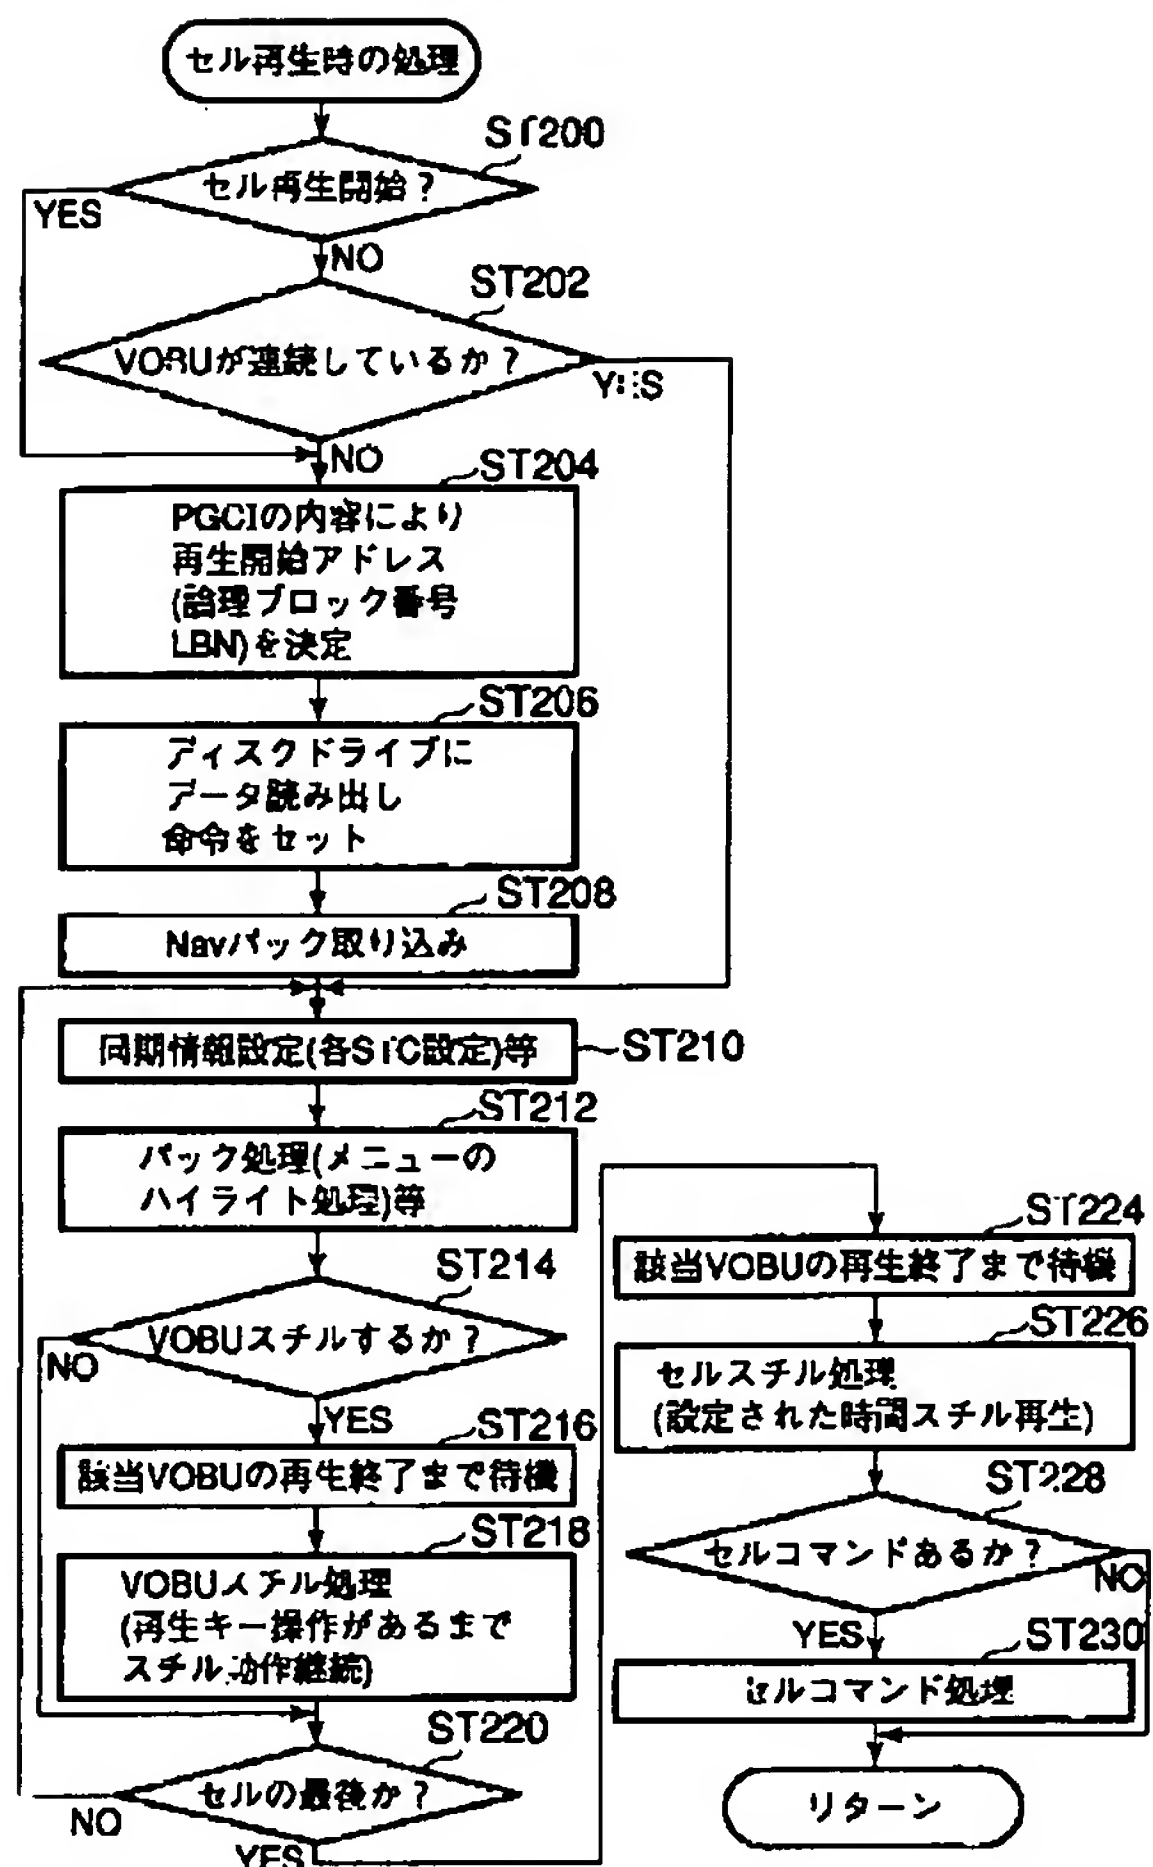 セル再生時の処理
ST200
セル再生開始？
YES
NO
ST202
VOBUが連続しているか？
YES
NO
ST204
PGCIの内容により
再生開始アドレス
(論理ブロック番号
LBN)を決定
ST206
ディスクドライブに
データ読み出し
命令をセット
ST208
Navパック取り込み
同期情報設定(各STC設定)等
ST210
ST212
パック処理(メニューの
ハイライト処理)等
ST214
VOBUスチルするか？
NO
YES
ST216
該当VOBUの再生終了まで待機
ST218
VOBUスチル処理
(再生キー操作があるまで
スチル動作継続)
ST220
セルの最後か？
NO
YES
ST224
該当VOBUの再生終了まで待機
ST226
セルスチル処理
(設定された時間スチル再生)
ST228
セルコマンドあるか？
NO
YES
ST230
セルコマンド処理
リターン